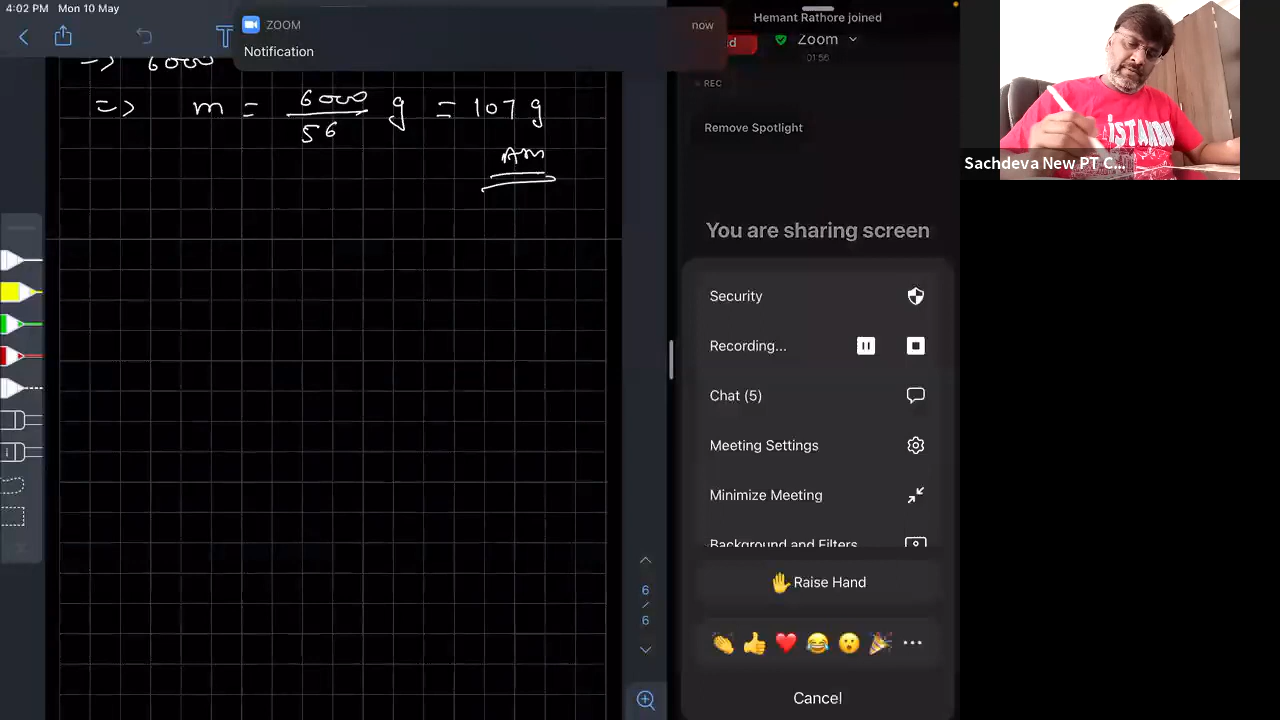 4:02 PM Mon 10 May
ZOOM
now
Notification
T
=> 6000
=> m = 6000/56 g = 107 g
Ans
6
6
Hemant Rathore joined
Zoom
01:56
REC
Remove Spotlight
You are sharing screen
Security
Recording...
Chat (5)
Meeting Settings
Minimize Meeting
Background and Filters
Raise Hand
Cancel
İSTANBUL
Sachdeva New PT C...